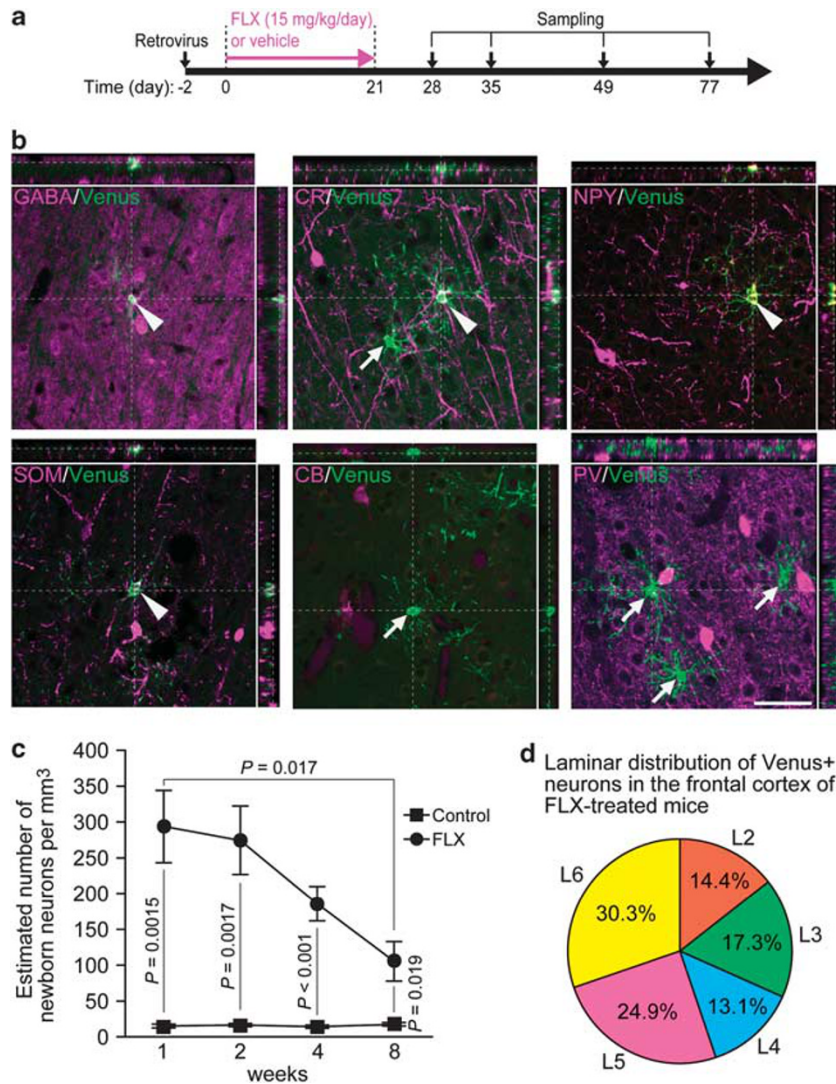 a
FLX (15 mg/kg/day)
or vehicle
Retrovirus
Sampling
Time (day): -2 0 21 28 35 49 77
b
GABA/Venus
CR/Venus
NPY/Venus
SOM/Venus
CB/Venus
PV/Venus
c
Estimated number of
newborn neurons per mm3
400
350
300
250
200
150
100
50
0
P = 0.017
Control
FLX
P = 0.0015
P = 0.0017
P < 0.001
P = 0.019
1 2 4 8
weeks
d
Laminar distribution of Venus+
neurons in the frontal cortex of
FLX-treated mice
L2
14.4%
L3
17.3%
L4
13.1%
L5
24.9%
L6
30.3%